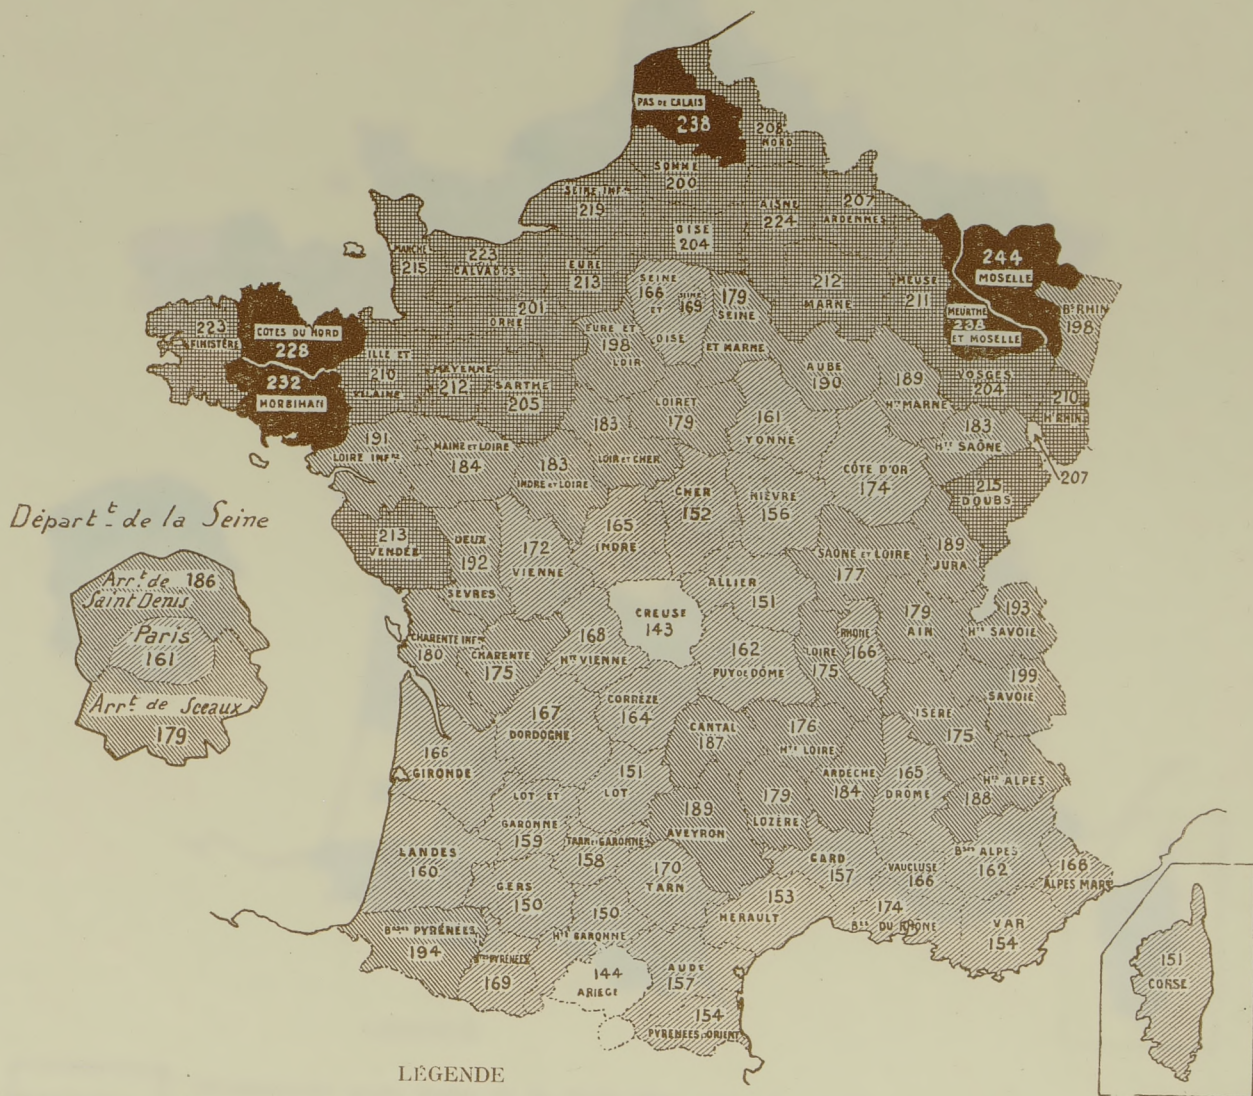 PAS DE CALAIS
238
208
NORD
SOMME
200
SEINE INF^re
219
AISNE
224
207
ARDENNES
OISE
204
MANCHE
215
223
CALVADOS
EURE
213
SEINE
166
ET
OISE
SEINE
169
179
SEINE
ET MARNE
212
MARNE
MEUSE
211
244
MOSELLE
MEURTHE
238
ET MOSELLE
B^s RHIN
198
223
FINISTÈRE
COTES DU NORD
228
232
MORBIHAN
ILLE ET
210
VILAINE
MAYENNE
212
201
ORNE
SARTHE
205
EURE ET
198
LOIR
AUBE
190
189
H^te MARNE
VOSGES
204
210
H^t RHIN
LOIRET
179
161
YONNE
183
LOIR ET CHER
191
LOIRE INF^re
MAINE ET LOIRE
184
183
INDRE ET LOIRE
CÔTE D'OR
174
183
H^te SAÔNE
207
215
DOUBS
CHER
152
NIÈVRE
156
165
INDRE
213
VENDÉE
DEUX
192
SEVRES
172
VIENNE
SAÔNE ET LOIRE
177
189
JURA
Départ^t de la Seine
Arr^t de 186
Saint Denis
Paris
161
Arr^t de Sceaux
179
CREUSE
143
ALLIER
151
179
AIN
193
H^te SAVOIE
RHONE
166
LOIRE
175
CHARENTE INF^re
180
CHARENTE
175
168
H^te VIENNE
162
PUY DE DÔME
199
SAVOIE
ISERE
175
CORRÈZE
164
167
DORDOGNE
CANTAL
187
176
H^te LOIRE
166
GIRONDE
151
LOT
ARDÈCHE
184
165
DROME
H^tes ALPES
188
179
LOZÈRE
189
AVEYRON
LOT ET
GARONNE
159
TARN ET GARONNE
158
LANDES
160
GERS
150
170
TARN
GARD
157
VAUCLUSE
166
B^ses ALPES
162
168
ALPES MAR^t
150
H^te GARONNE
153
HERAULT
174
B^es DU RHÔNE
VAR
154
B^sses PYRÉNÉES
194
H^tes PYRENEES
169
144
ARIEGE
AUDE
157
154
PYRENEES ORIENT
151
CORSE
LÉGENDE